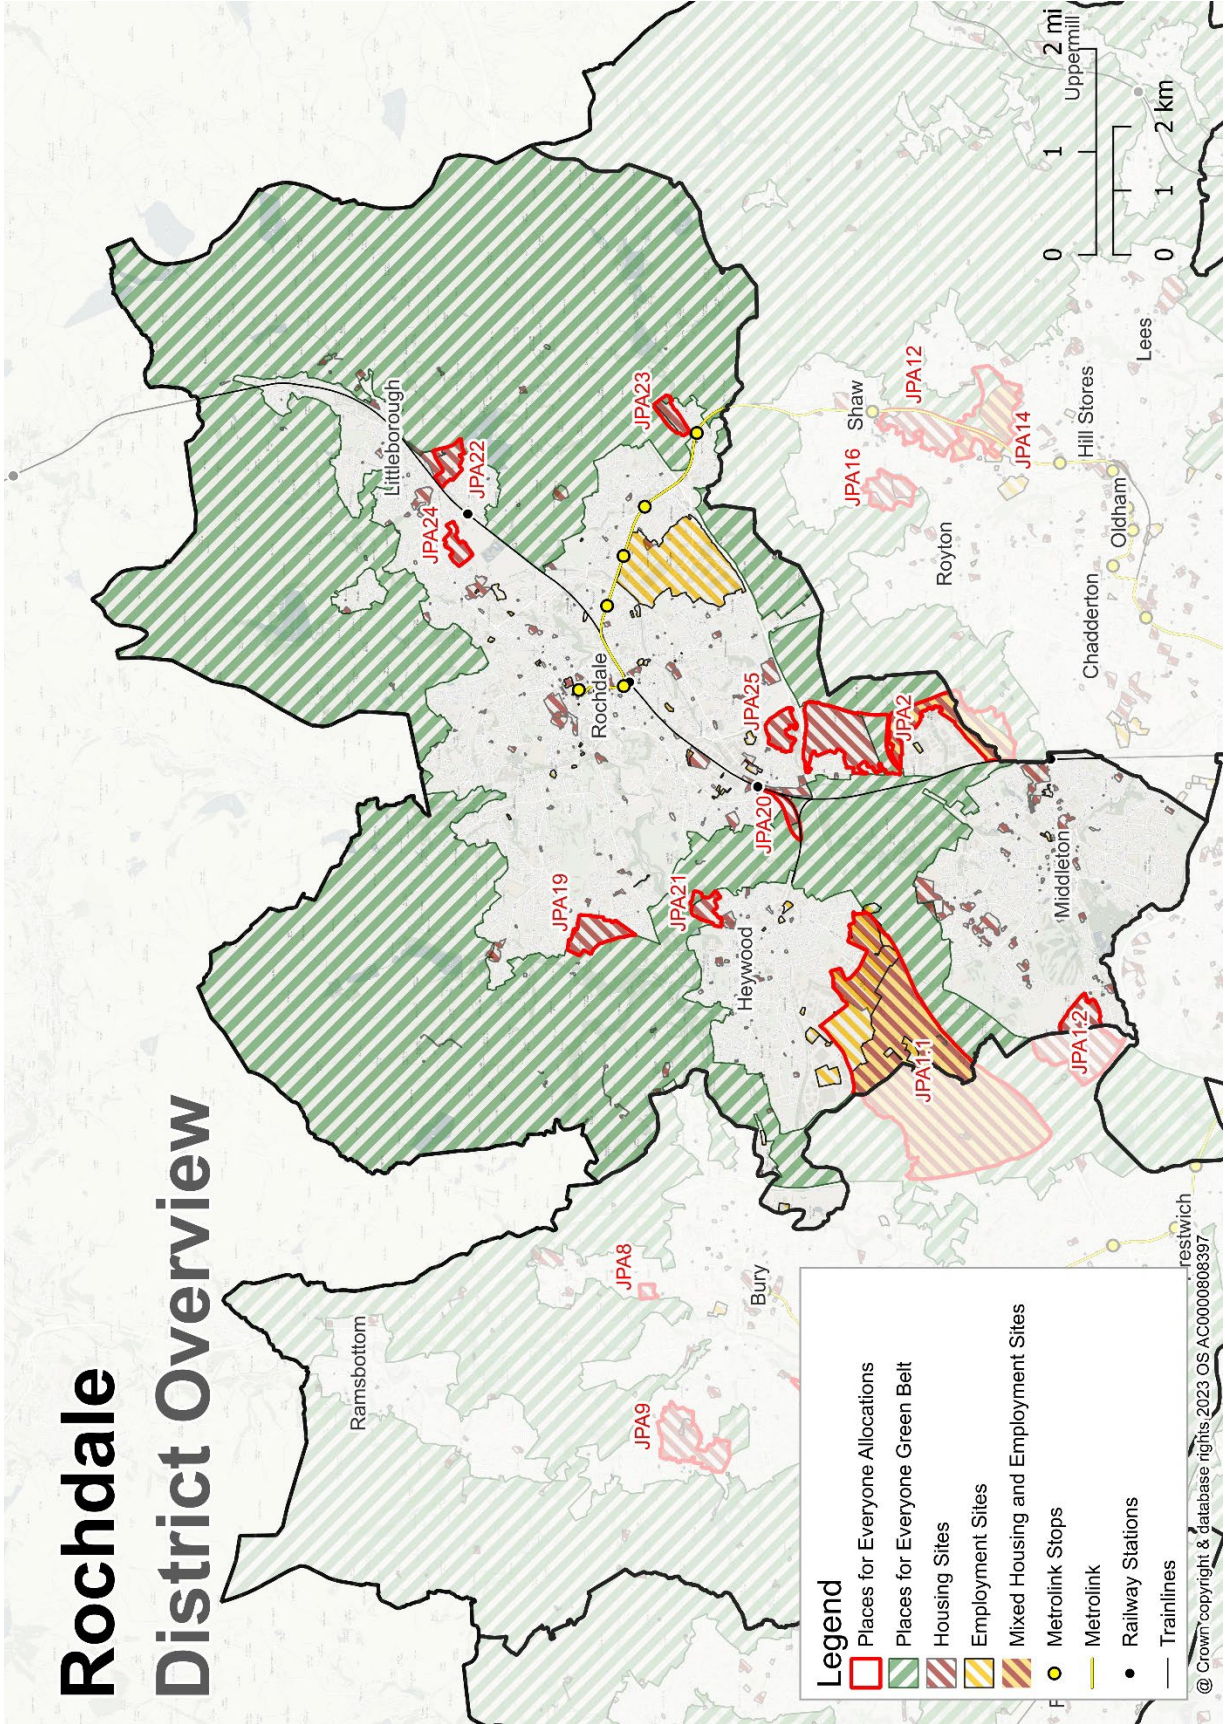 Rochdale
District Overview
Ramsbottom
Littleborough
JPA24
JPA22
JPA19
Rochdale
JPA23
JPA8
JPA9
JPA21
Bury
Heywood
JPA20
JPA25
JPA16
Shaw
JPA12
JPA2
Royton
JPA14
JPA1.1
Middleton
Chadderton
Oldham
Hill Stores
JPA1.2
Lees
Uppermill
restwich
0 1 2 mi
0 1 2 km
Legend
Places for Everyone Allocations
Places for Everyone Green Belt
Housing Sites
Employment Sites
Mixed Housing and Employment Sites
Metrolink Stops
Metrolink
Railway Stations
Trainlines
@ Crown copyright & database rights 2023 OS AC0000808397